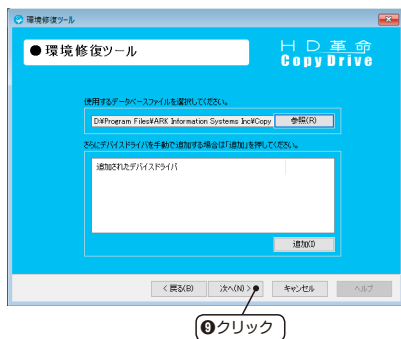 環境修復ツール
●環境修復ツール
HD革命
CopyDrive
使用するデータベースファイルを選択してください。
D¥Program Files¥ARK Information Systems Inc¥Copy
参照(R)
さらにデバイスドライバを手動で追加する場合は「追加」を押してください。
追加されたデバイスドライバ
追加(I)
< 戻る(B)
次へ(N) >
キャンセル
ヘルプ
❾クリック